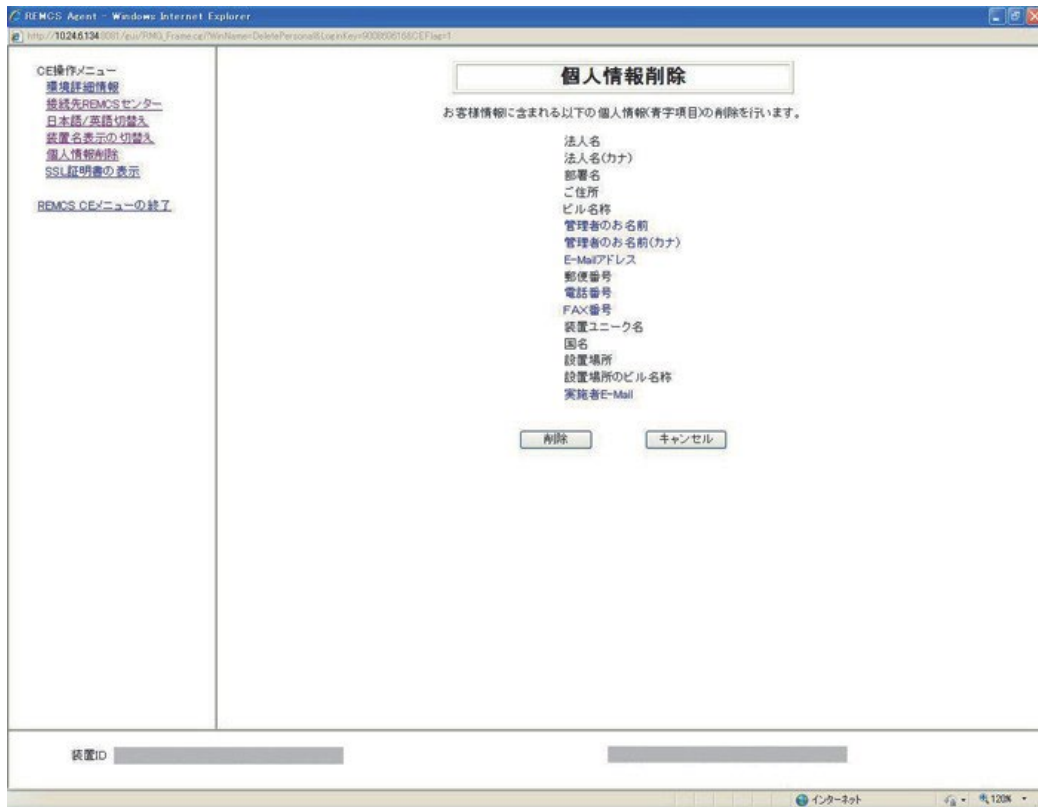 REMCS Agent - Windows Internet Explorer
CE操作メニュー
環境詳細情報
接続先REMCSセンター
日本語/英語切替え
装置名表示の切替え
個人情報削除
SSL証明書の表示
REMCS CEメニューの終了
個人情報削除
お客様情報に含まれる以下の個人情報(青字項目)の削除を行います。
法人名
法人名(カナ)
部署名
ご住所
ビル名称
管理者のお名前
管理者のお名前(カナ)
E-Mailアドレス
郵便番号
電話番号
FAX番号
装置ユニーク名
国名
設置場所
設置場所のビル名称
実施者E-Mail
削除 キャンセル
装置ID
インターネット 120%